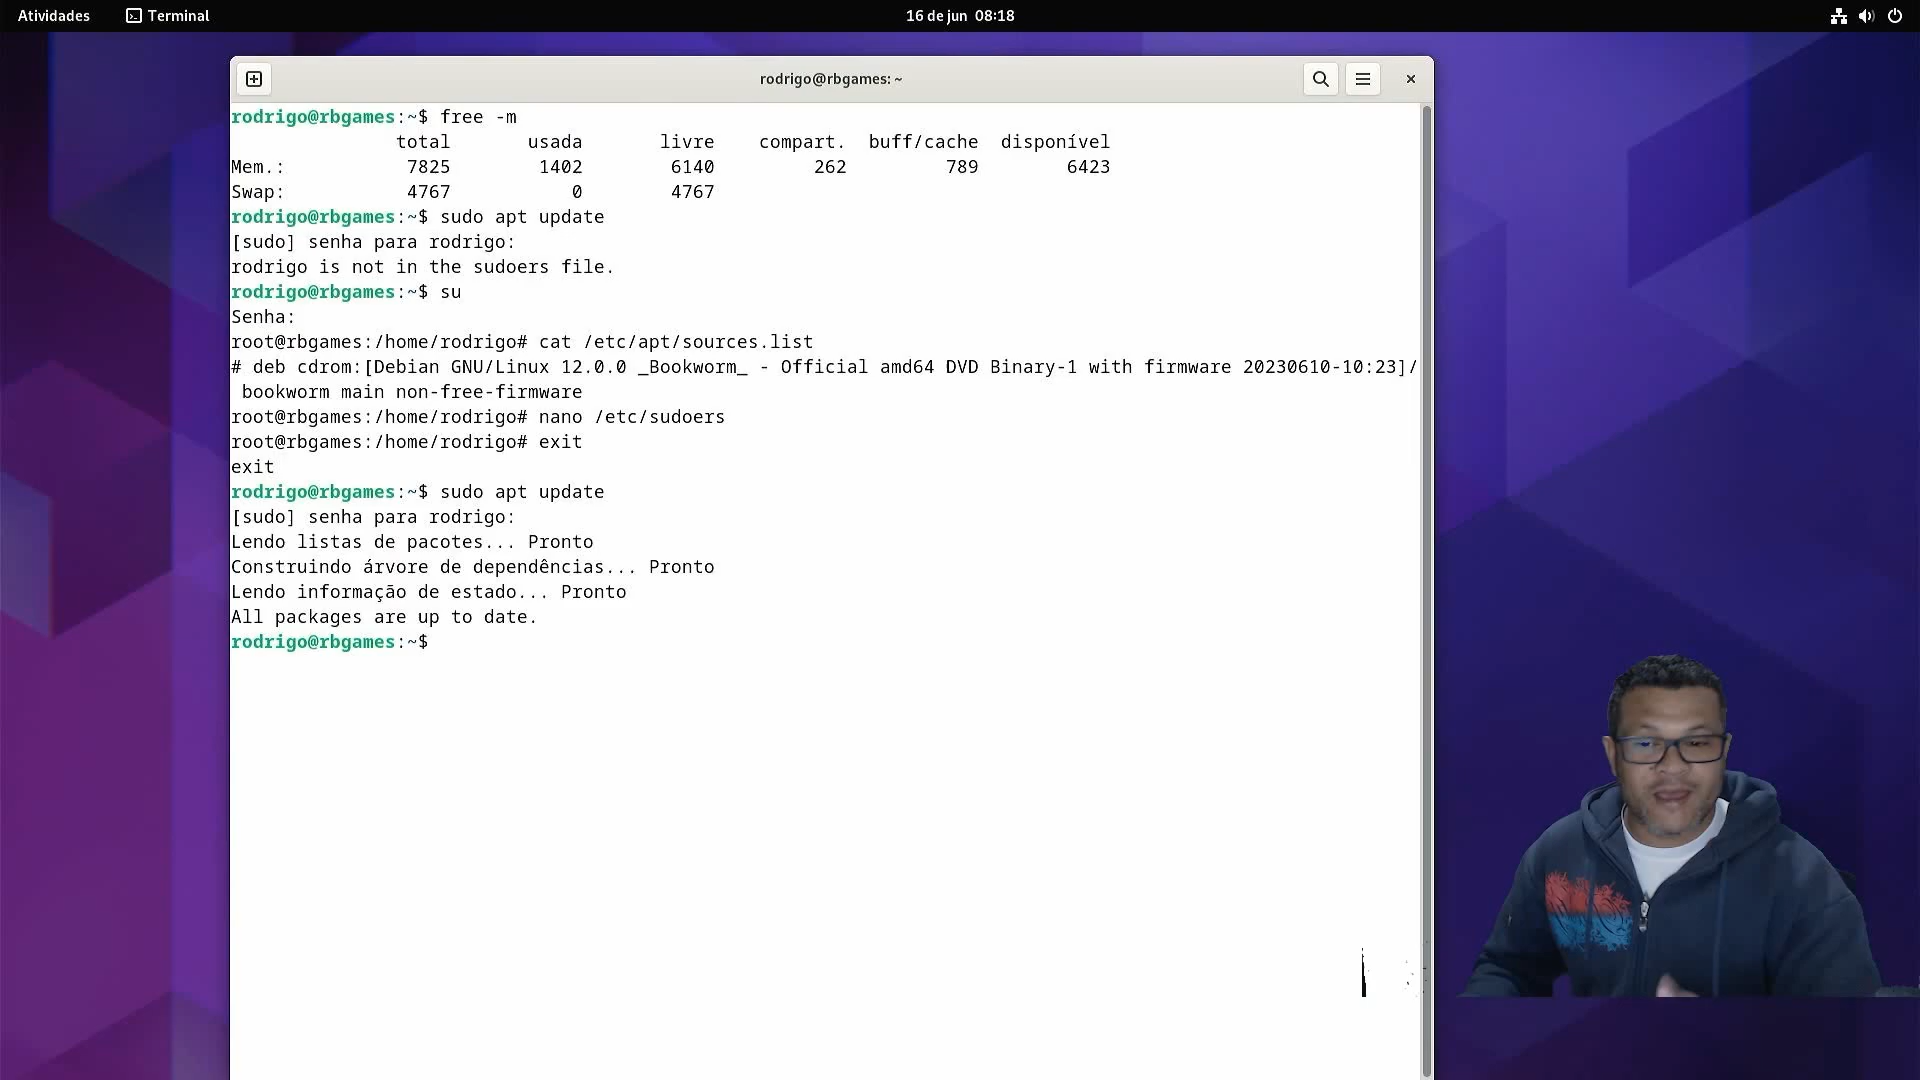 Atividades Terminal 16 de jun 08:18
rodrigo@rbgames: ~
rodrigo@rbgames:~$ free -m
total usada livre compart. buff/cache disponível
Mem.: 7825 1402 6140 262 789 6423
Swap: 4767 0 4767
rodrigo@rbgames:~$ sudo apt update
[sudo] senha para rodrigo:
rodrigo is not in the sudoers file.
rodrigo@rbgames:~$ su
Senha:
root@rbgames:/home/rodrigo# cat /etc/apt/sources.list
# deb cdrom:[Debian GNU/Linux 12.0.0 _Bookworm_ - Official amd64 DVD Binary-1 with firmware 20230610-10:23]/
bookworm main non-free-firmware
root@rbgames:/home/rodrigo# nano /etc/sudoers
root@rbgames:/home/rodrigo# exit
exit
rodrigo@rbgames:~$ sudo apt update
[sudo] senha para rodrigo:
Lendo listas de pacotes... Pronto
Construindo árvore de dependências... Pronto
Lendo informação de estado... Pronto
All packages are up to date.
rodrigo@rbgames:~$